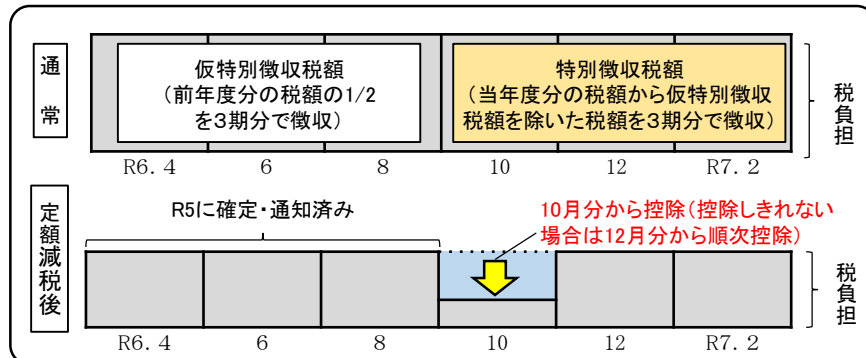 通常
仮特別徴収税額
(前年度分の税額の1/2
を3期分で徴収)
特別徴収税額
(当年度分の税額から仮特別徴収
税額を除いた税額を3期分で徴収)
税負担
R6.4 6 8 10 12 R7.2
定額減税後
R5に確定・通知済み
10月分から控除(控除しきれない
場合は12月分から順次控除)
税負担
R6.4 6 8 10 12 R7.2